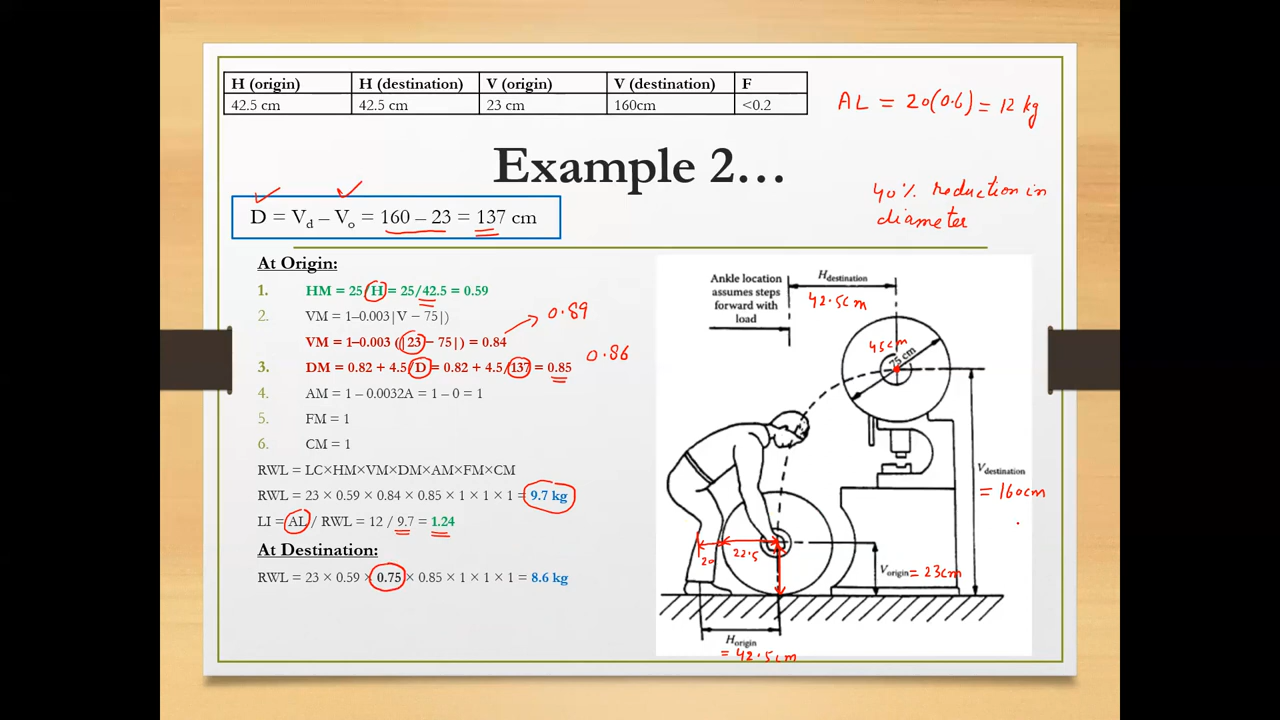 H (origin) H (destination) V (origin) V (destination) F
42.5 cm 42.5 cm 23 cm 160cm <0.2
AL = 20(0.6) = 12 kg
Example 2…
40% reduction in
diameter
D = Vd – Vo = 160 – 23 = 137 cm
At Origin:
1. HM = 25/H = 25/42.5 = 0.59
2. VM = 1–0.003|V – 75|)
0.89
VM = 1–0.003 (|23 – 75|) = 0.84
3. DM = 0.82 + 4.5/D = 0.82 + 4.5/137 = 0.85
0.86
4. AM = 1 – 0.0032A = 1 – 0 = 1
5. FM = 1
6. CM = 1
RWL = LC×HM×VM×DM×AM×FM×CM
RWL = 23 × 0.59 × 0.84 × 0.85 × 1 × 1 × 1 = 9.7 kg
LI = AL / RWL = 12 / 9.7 = 1.24
At Destination:
RWL = 23 × 0.59 × 0.75 × 0.85 × 1 × 1 × 1 = 8.6 kg
Ankle location
assumes steps
forward with
load
Hdestination
42.5cm
45cm
75 cm
Vdestination
= 160cm
20
22.5
Vorigin = 23cm
Horigin
= 42.5cm